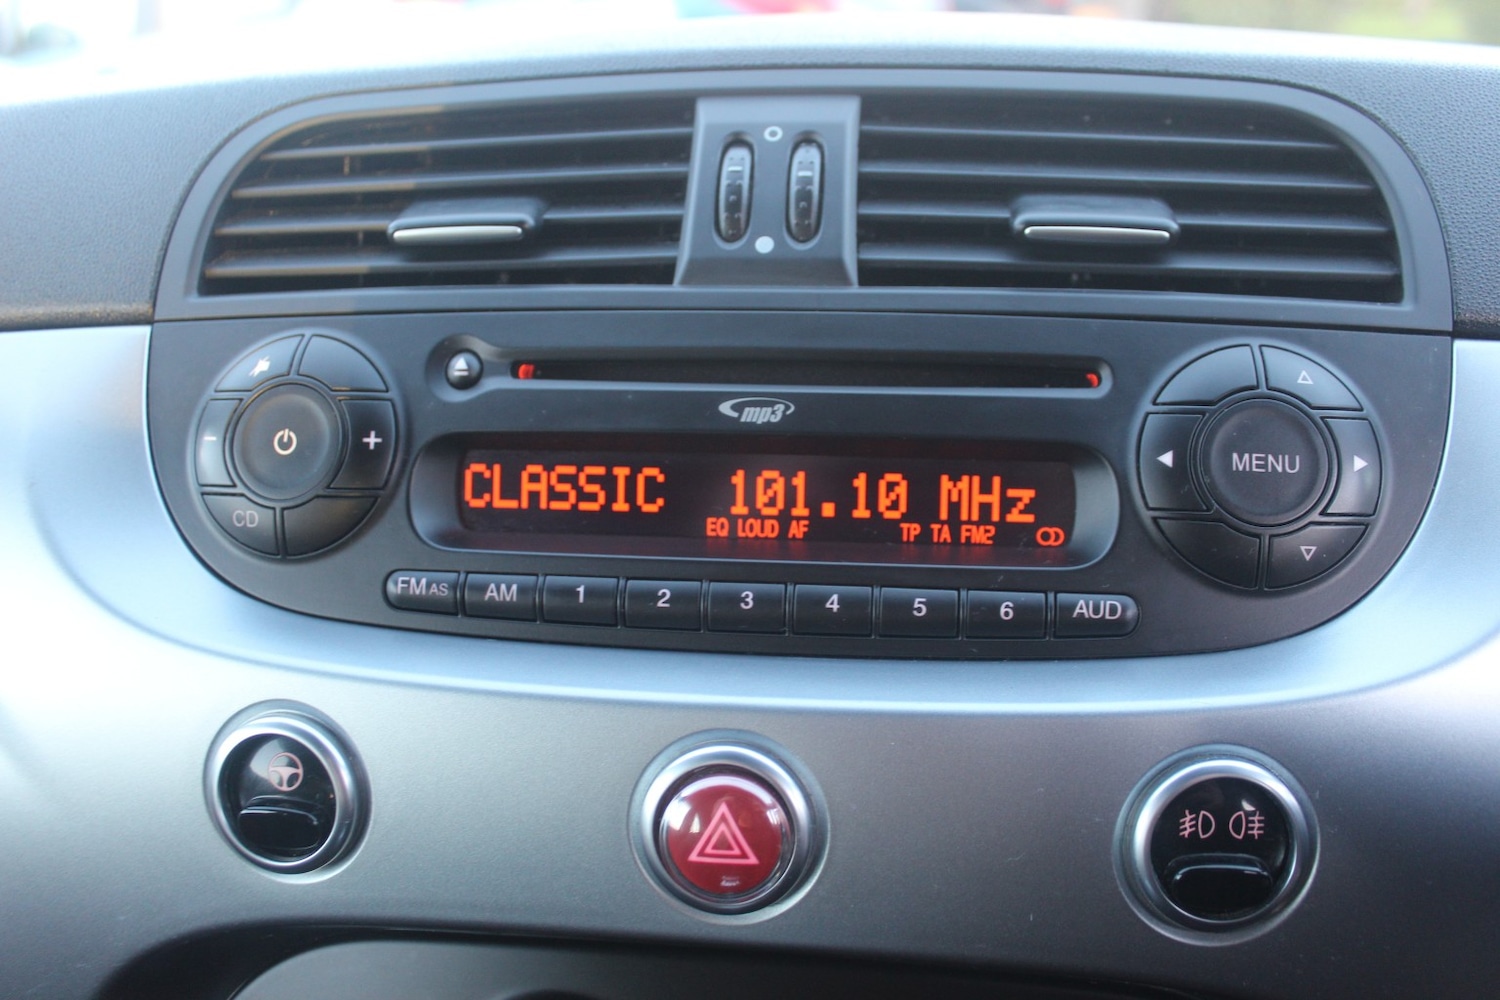 mp3
CLASSIC 101.10 MHz
EQ LOUD AF TP TA FM2
- +
CD
MENU
FM AS AM 1 2 3 4 5 6 AUD